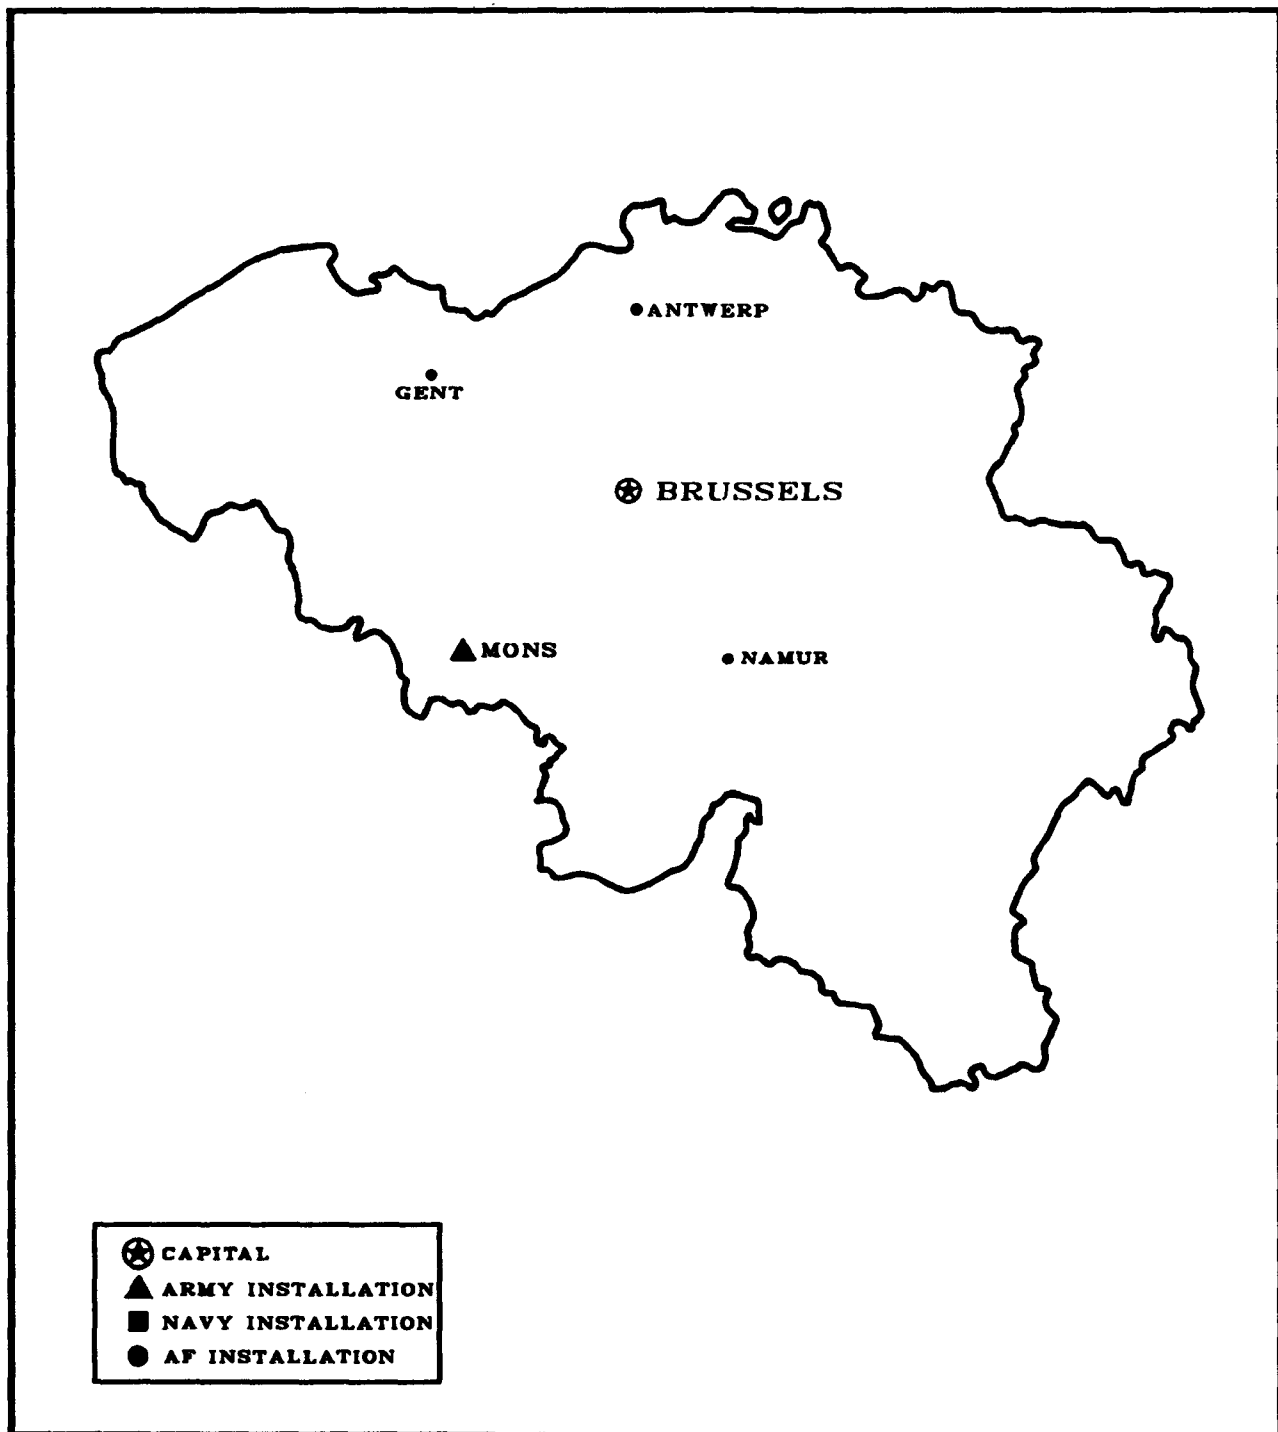 ANTWERP
GENT
BRUSSELS
MONS
NAMUR
CAPITAL
ARMY INSTALLATION
NAVY INSTALLATION
AF INSTALLATION